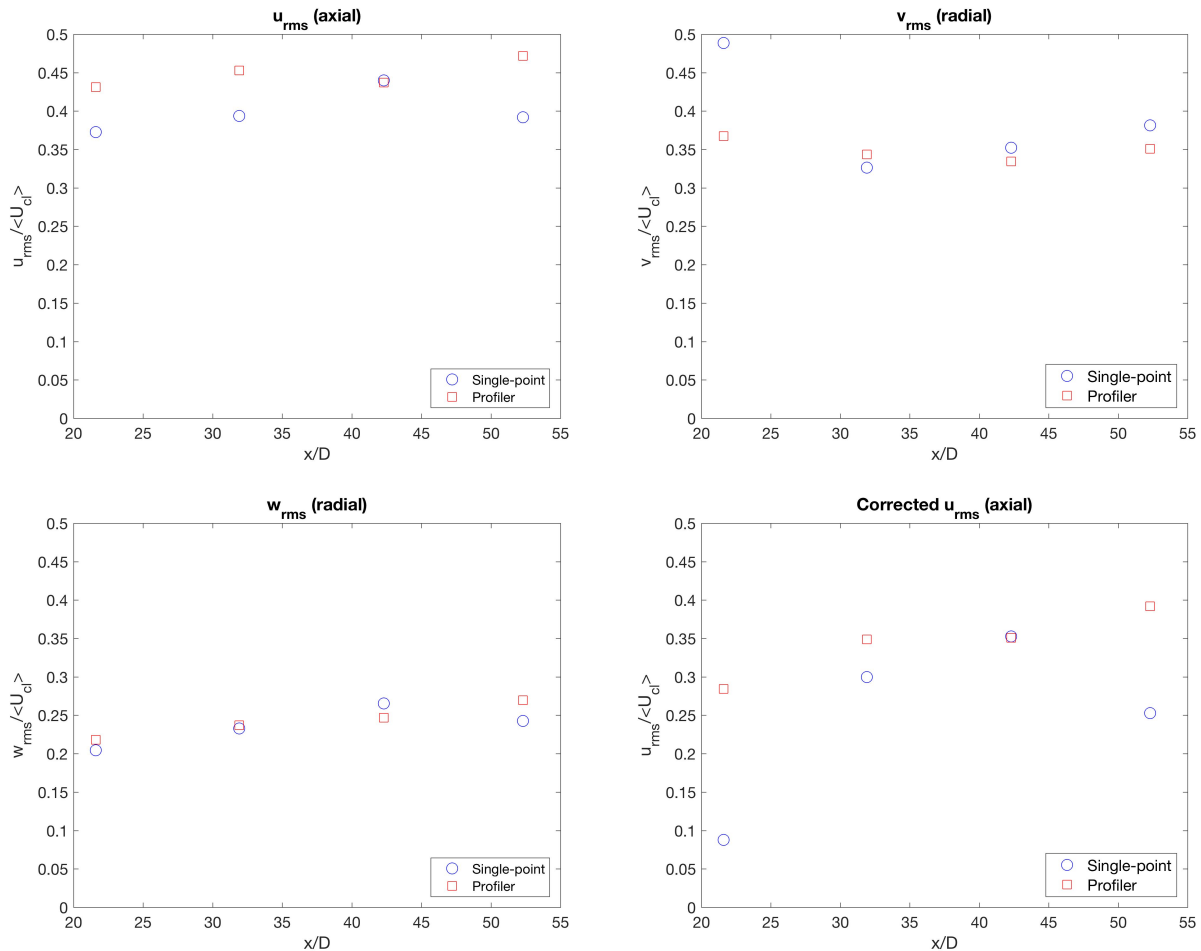 u_rms (axial)
0.5
0.45
0.4
0.35
0.3
0.25
0.2
0.15
0.1
0.05
0
u_rms/<U_cl>
20 25 30 35 40 45 50 55
x/D
Single-point
Profiler
v_rms (radial)
0.5
0.45
0.4
0.35
0.3
0.25
0.2
0.15
0.1
0.05
0
v_rms/<U_cl>
20 25 30 35 40 45 50 55
x/D
Single-point
Profiler
w_rms (radial)
0.5
0.45
0.4
0.35
0.3
0.25
0.2
0.15
0.1
0.05
0
w_rms/<U_cl>
20 25 30 35 40 45 50 55
x/D
Single-point
Profiler
Corrected u_rms (axial)
0.5
0.45
0.4
0.35
0.3
0.25
0.2
0.15
0.1
0.05
0
u_rms/<U_cl>
20 25 30 35 40 45 50 55
x/D
Single-point
Profiler